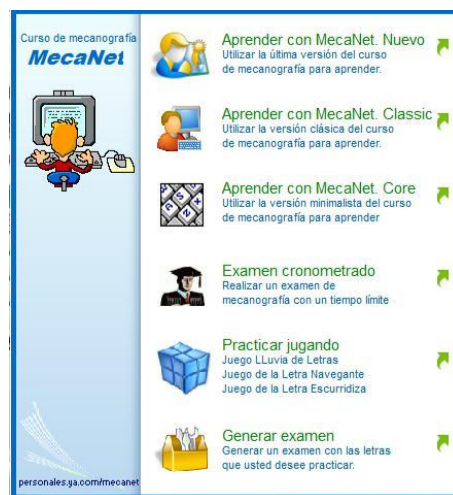 Curso de mecanografía
MecaNet
personales.ya.com/mecanet
Aprender con MecaNet. Nuevo
Utilizar la última versión del curso
de mecanografía para aprender.
Aprender con MecaNet. Classic
Utilizar la versión clásica del curso
de mecanografía para aprender.
Aprender con MecaNet. Core
Utilizar la versión minimalista del curso
de mecanografía para aprender
Examen cronometrado
Realizar un examen de
mecanografía con un tiempo límite
Practicar jugando
Juego LLuvia de Letras
Juego de la Letra Navegante
Juego de la Letra Escurridiza
Generar examen
Generar un examen con las letras
que usted desee practicar.